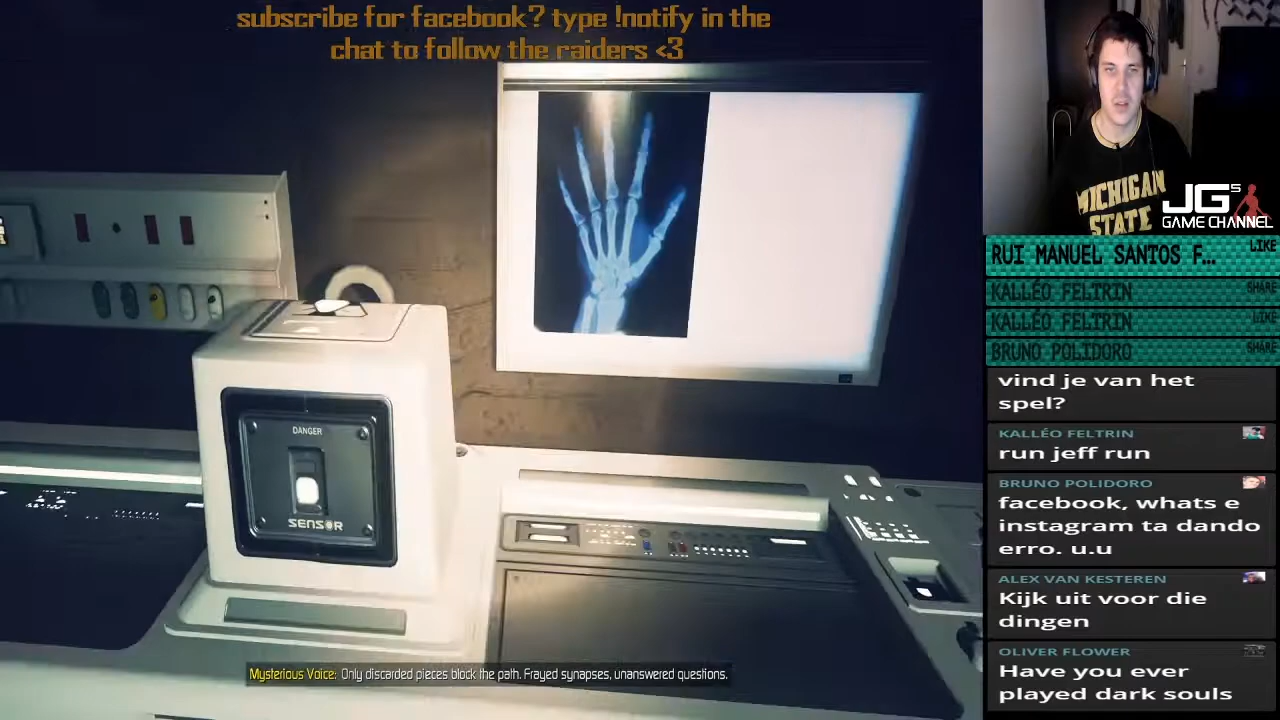 subscribe for facebook? type !notify in the
chat to follow the raiders <3
DANGER
SENSOR
Mysterious Voice: Only discarded pieces block the path. Frayed synapses, unanswered questions.
MICHIGAN
STATE
JGS
GAME CHANNEL
RUI MANUEL SANTOS F... LIKE
KALLÉO FELTRIN SHARE
KALLÉO FELTRIN LIKE
BRUNO POLIDORO SHARE
vind je van het
spel?
KALLÉO FELTRIN
run jeff run
BRUNO POLIDORO
facebook, whats e
instagram ta dando
erro. u.u
ALEX VAN KESTEREN
Kijk uit voor die
dingen
OLIVER FLOWER
Have you ever
played dark souls